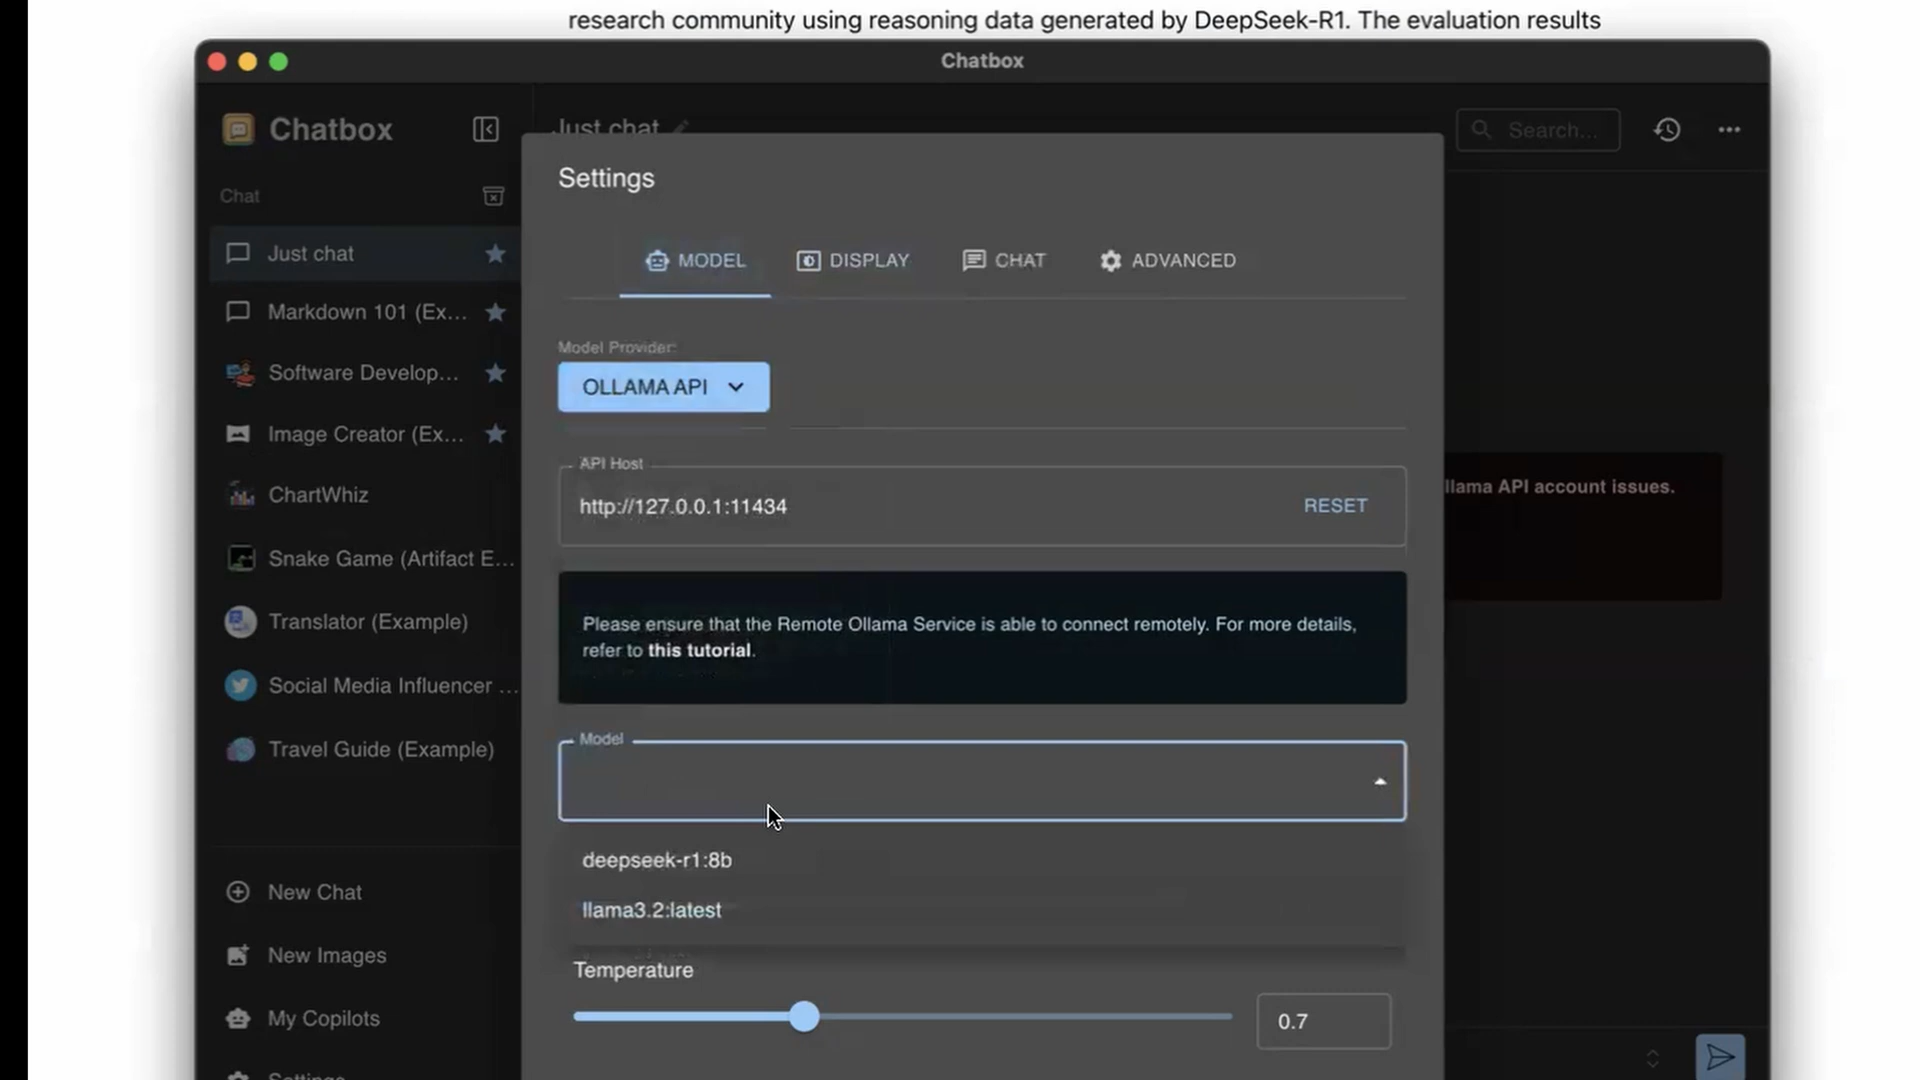 research community using reasoning data generated by DeepSeek-R1. The evaluation results
Chatbox
Chatbox
Just chat
Search...
Chat
Just chat
Markdown 101 (Ex...
Software Develop...
Image Creator (Ex...
ChartWhiz
Snake Game (Artifact E...
Translator (Example)
Social Media Influencer ...
Travel Guide (Example)
New Chat
New Images
My Copilots
Settings
Settings
MODEL
DISPLAY
CHAT
ADVANCED
Model Provider:
OLLAMA API
API Host
http://127.0.0.1:11434
RESET
llama API account issues.
Please ensure that the Remote Ollama Service is able to connect remotely. For more details,
refer to this tutorial.
Model
deepseek-r1:8b
llama3.2:latest
Temperature
0.7